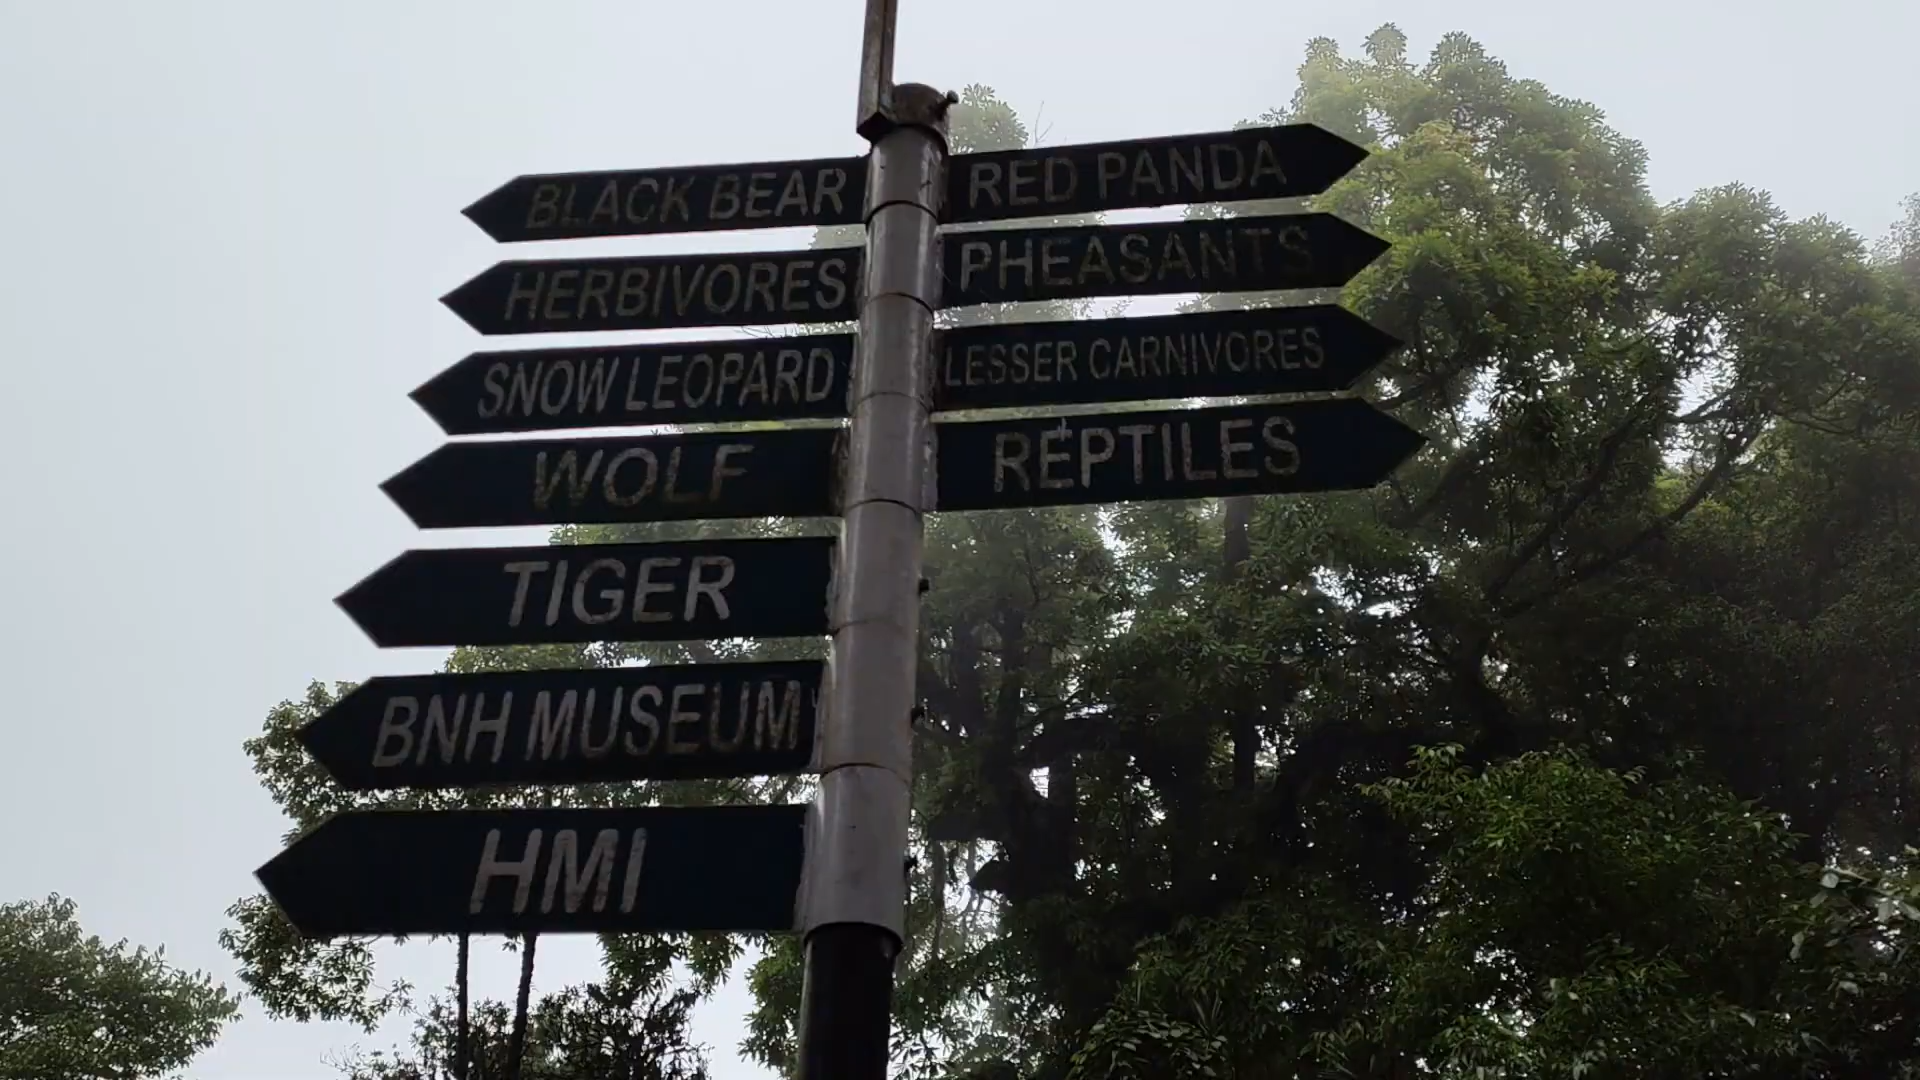 BLACK BEAR
RED PANDA
HERBIVORES
PHEASANTS
SNOW LEOPARD
LESSER CARNIVORES
WOLF
REPTILES
TIGER
BNH MUSEUM
HMI